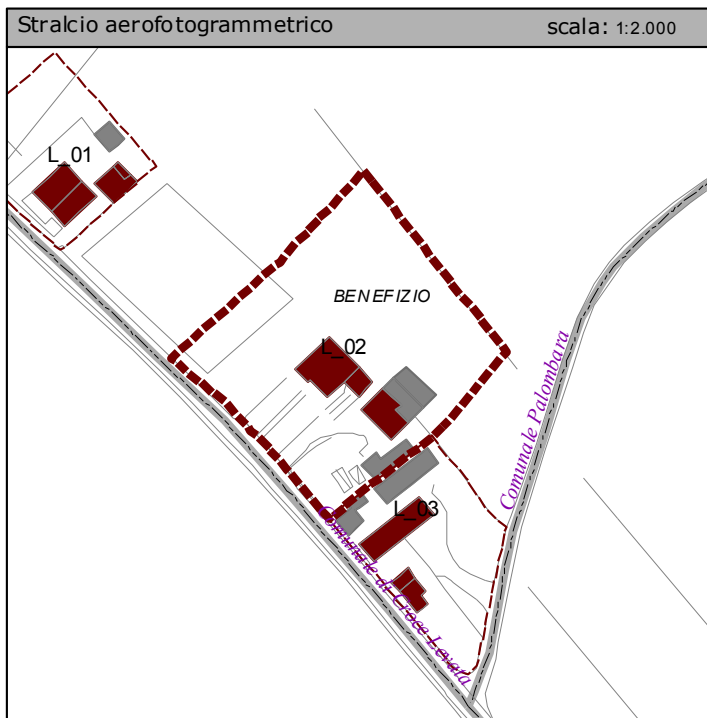 Stralcio aerofotogrammetrico scala: 1:2.000
L_01
BENEFIZIO
L_02
Comunale Palombara
L_03
Comunale di Croce Levata